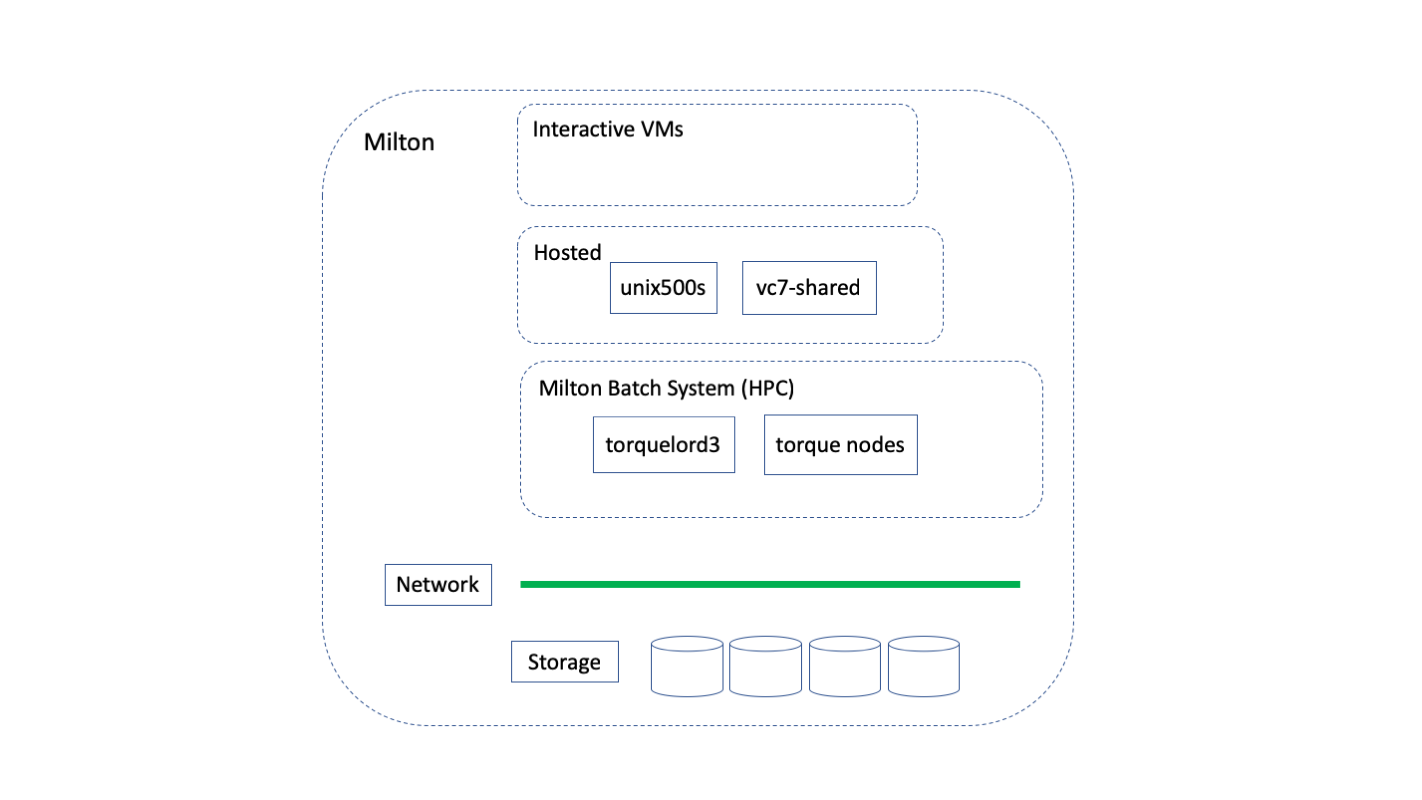 Milton
Interactive VMs
Hosted
unix500s
vc7-shared
Milton Batch System (HPC)
torquelord3
torque nodes
Network
Storage